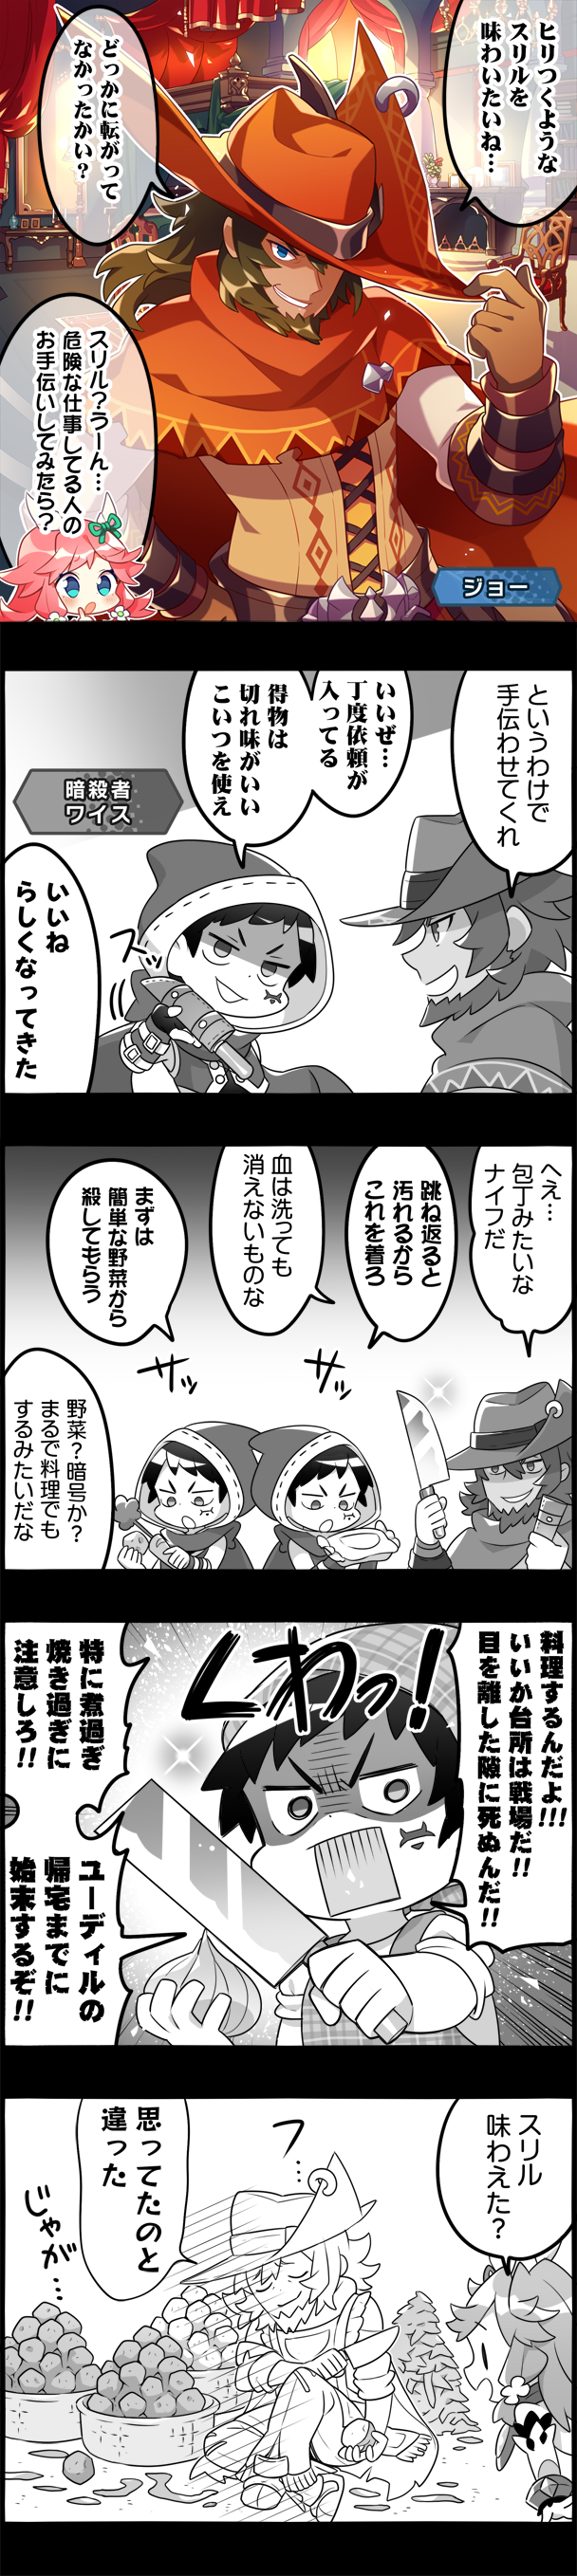 ヒリつくような
スリルを
味わいたいね…
どっかに転がって
なかったかい？
スリル？うーん…
危険な仕事してる人の
お手伝いしてみたら？
ジョー
というわけで
手伝わせてくれ
いいぜ…
丁度依頼が
入ってる
得物は
切れ味がいい
こいつを使え
暗殺者
ワイス
スッ
いいね
らしくなってきた
へえ…
包丁みたいな
ナイフだ
跳ね返ると
汚れるから
これを着ろ
血は洗っても
消えないものな
まずは
簡単な野菜から
殺してもらう
サッ
サッ
野菜？暗号か？
まるで料理でも
するみたいだな
料理するんだよ!!!
いいか台所は戦場だ!!
目を離した隙に死ぬんだ!!
くわっ！
特に煮過ぎ
焼き過ぎに
注意しろ!!
ユーディルの
帰宅までに
始末するぞ!!
スリル
味わえた？
フ…
思ってたのと
違った
じゃが…